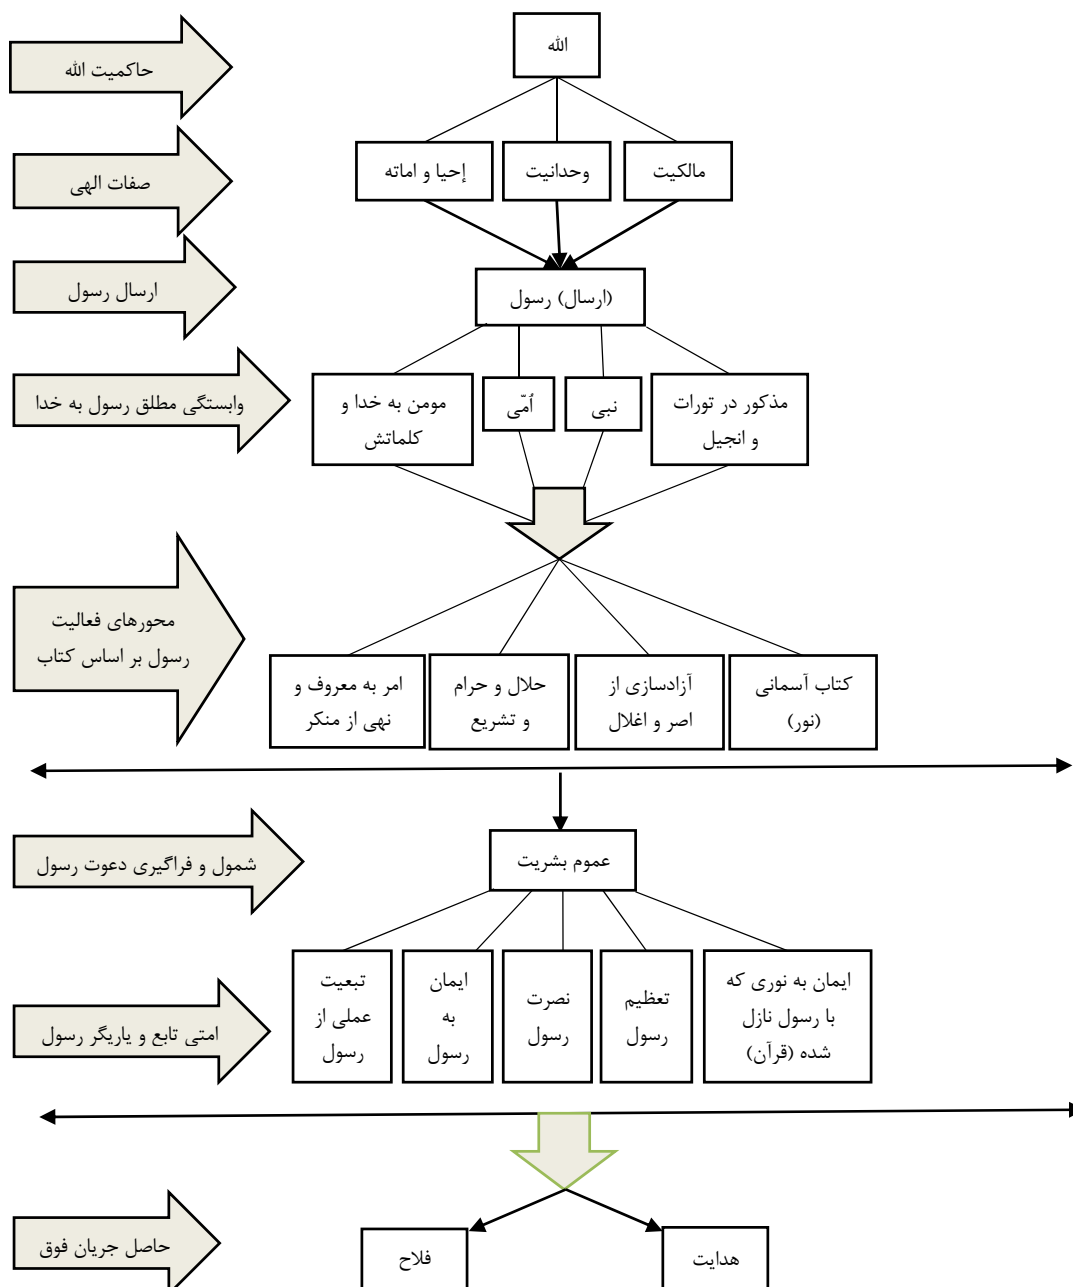 الله
حاکمیت الله
مالکیت
وحدانیت
إحیا و اماته
صفات الهی
(ارسال) رسول
ارسال رسول
مذکور در تورات
و انجیل
نبی
اُمّی
مومن به خدا و
کلماتش
وابستگی مطلق رسول به خدا
محورهای فعالیت
رسول بر اساس کتاب
کتاب آسمانی
(نور)
آزادسازی از
اصر و اغلال
حلال و حرام
و تشریع
امر به معروف و
نهی از منکر
عموم بشریت
شمول و فراگیری دعوت رسول
ایمان به نوری که
با رسول نازل
شده (قرآن)
تعظیم
رسول
نصرت
رسول
ایمان
به
رسول
تبعیت
عملی از
رسول
امتی تابع و یاریگر رسول
هدایت
فلاح
حاصل جریان فوق